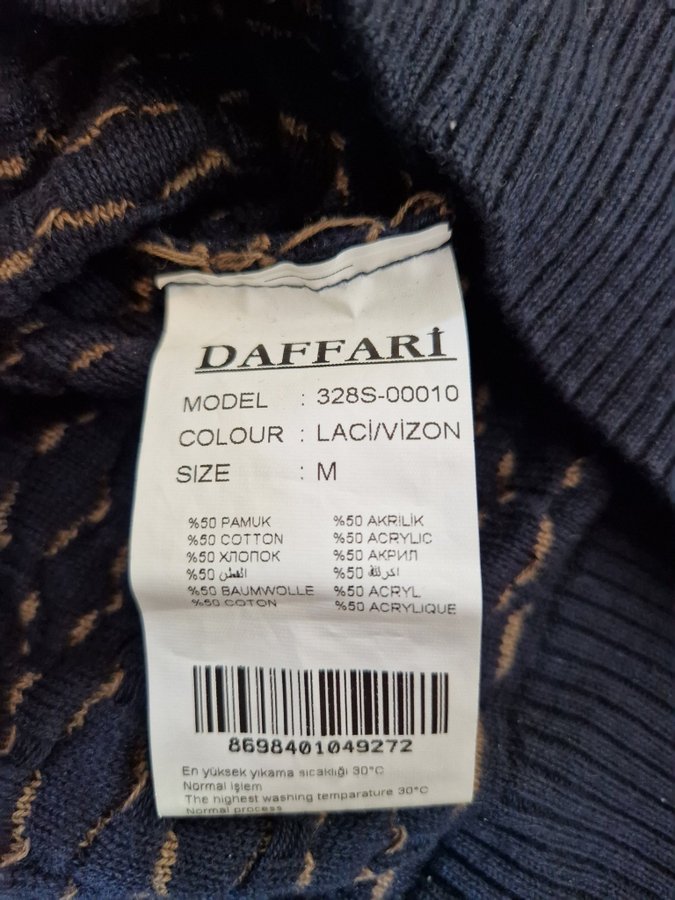 DAFFARİ
MODEL : 328S-00010
COLOUR : LACİ/VİZON
SIZE : M
%50 PAMUK %50 AKRİLİK
%50 COTTON %50 ACRYLIC
%50 ХЛОПОК %50 АКРИЛ
%50 القطن %50
%50 BAUMWOLLE %50 ACRYL
%50 COTON %50 ACRYLIQUE
8698401049272
En yüksek yıkama sıcaklığı 30°C
Normal işlem
The highest washing temparature 30°C
Normal process